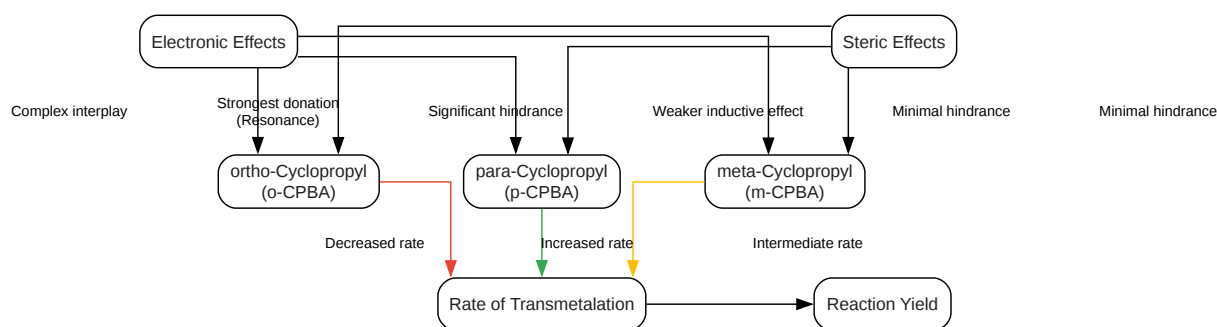 Electronic Effects
Steric Effects
Complex interplay
Strongest donation
(Resonance)
Significant hindrance
Weaker inductive effect
Minimal hindrance
Minimal hindrance
ortho-Cyclopropyl
(o-CPBA)
para-Cyclopropyl
(p-CPBA)
meta-Cyclopropyl
(m-CPBA)
Decreased rate
Increased rate
Intermediate rate
Rate of Transmetalation
Reaction Yield